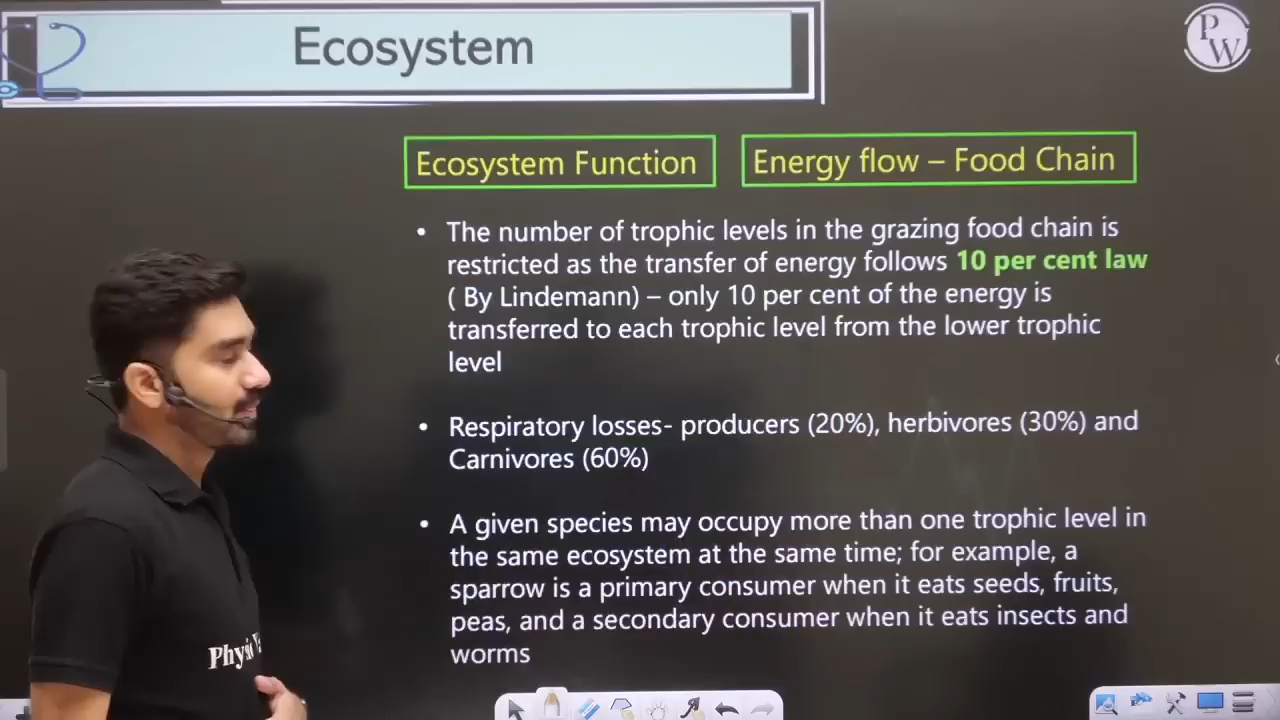 Ecosystem
PW
Ecosystem Function
Energy flow – Food Chain
• The number of trophic levels in the grazing food chain is
restricted as the transfer of energy follows 10 per cent law
( By Lindemann) – only 10 per cent of the energy is
transferred to each trophic level from the lower trophic
level
• Respiratory losses- producers (20%), herbivores (30%) and
Carnivores (60%)
• A given species may occupy more than one trophic level in
the same ecosystem at the same time; for example, a
sparrow is a primary consumer when it eats seeds, fruits,
peas, and a secondary consumer when it eats insects and
worms